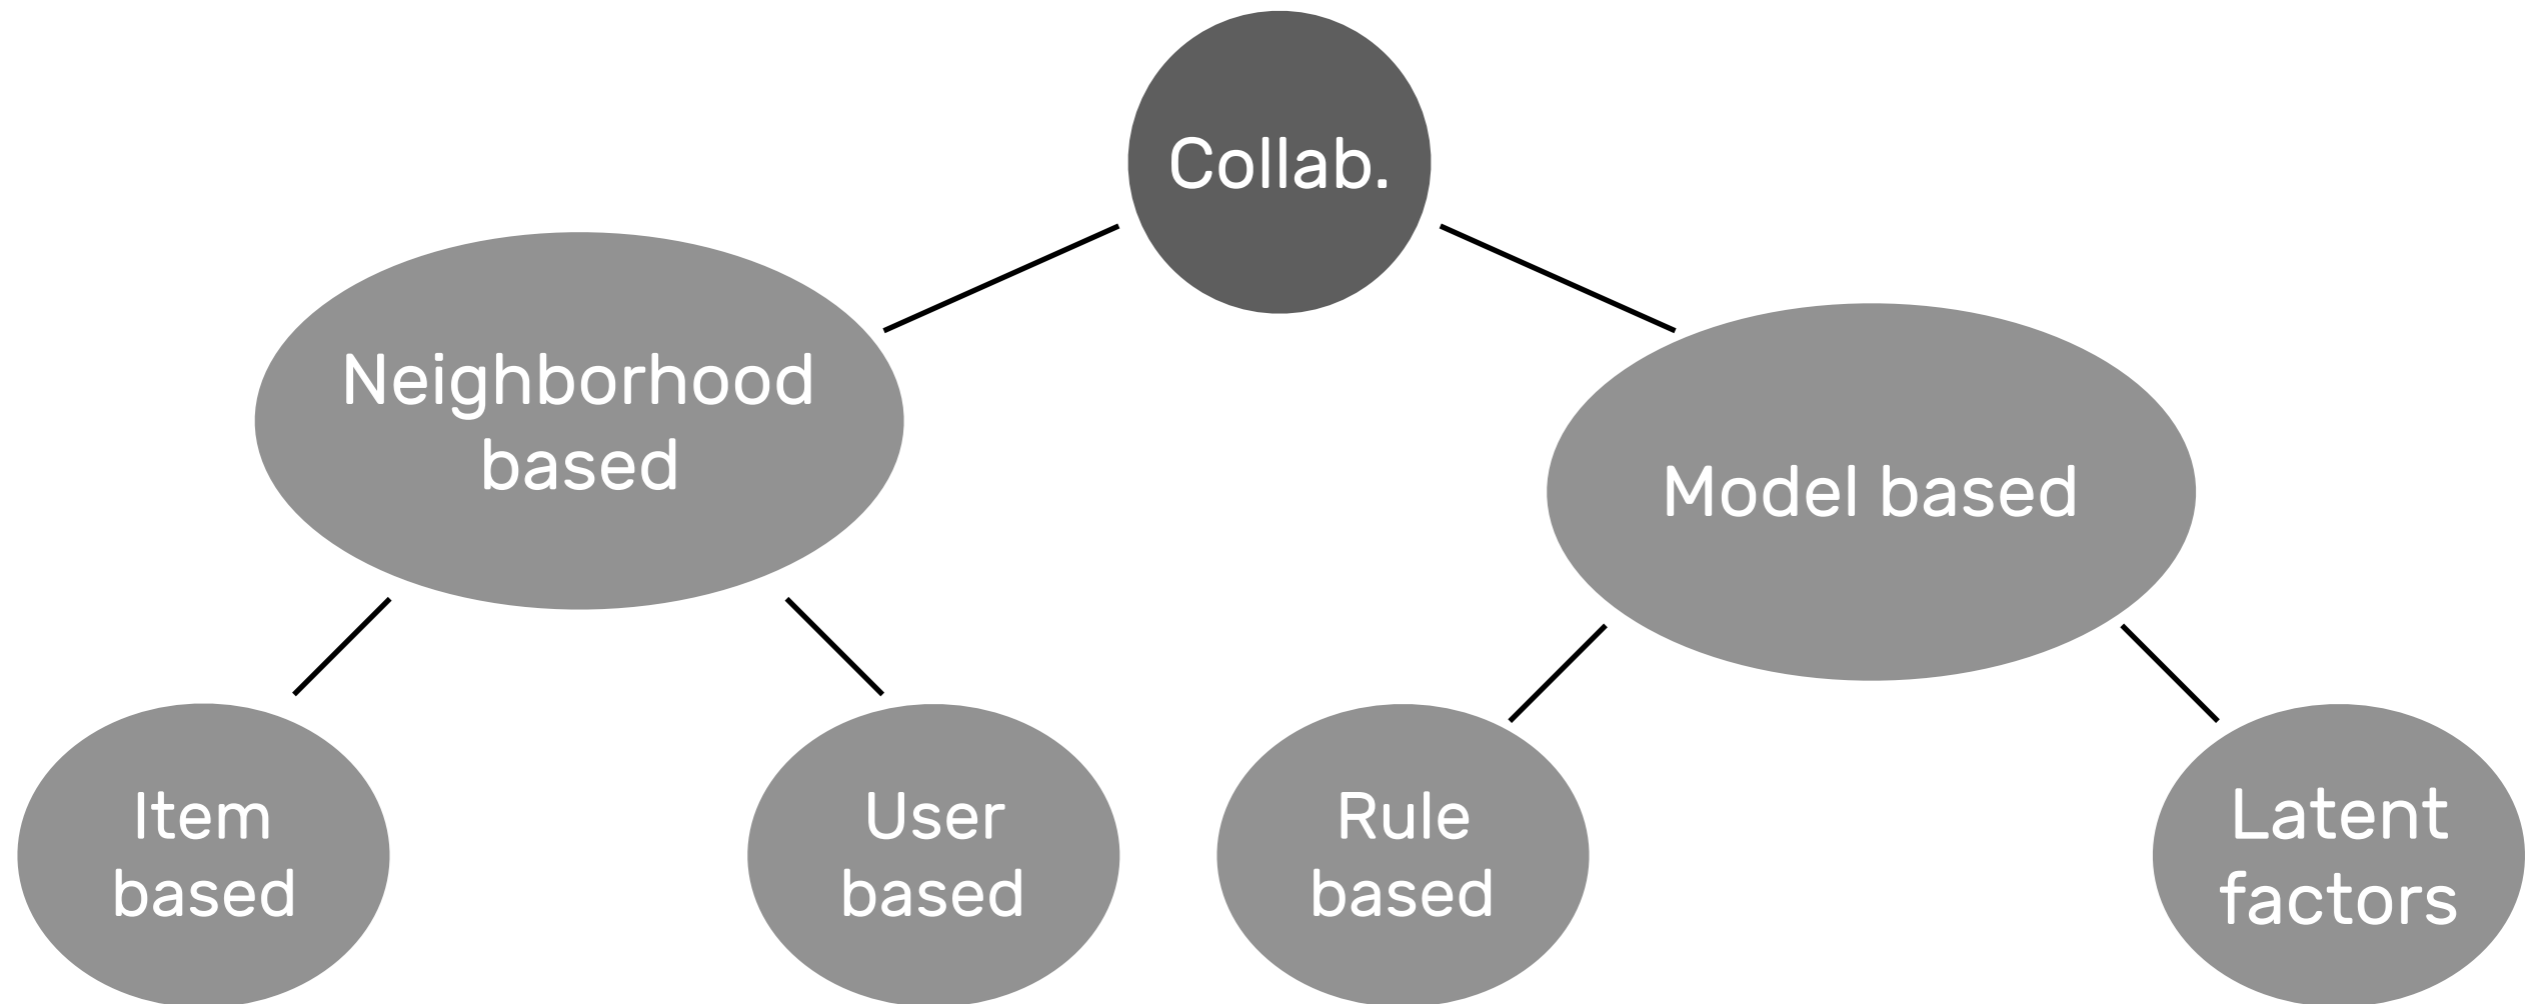 Collab.
Neighborhood
based
Model based
Item
based
User
based
Rule
based
Latent
factors